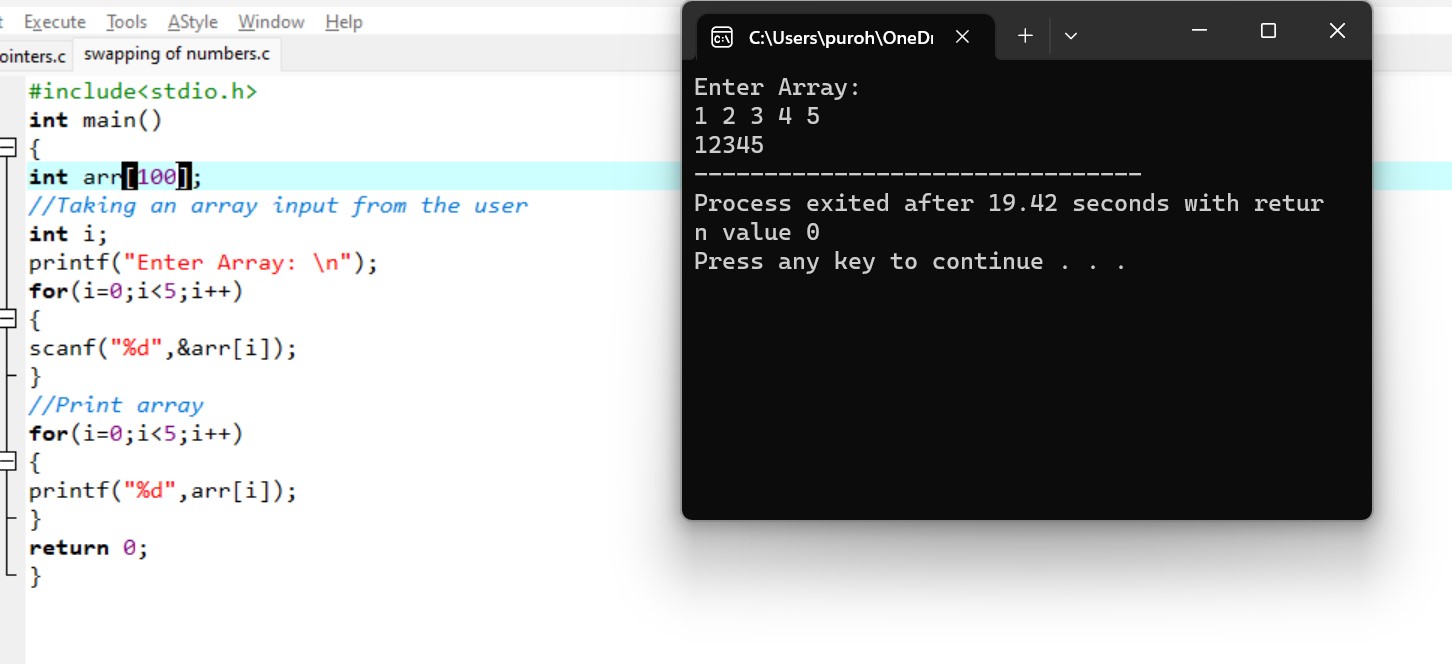 Execute Tools AStyle Window Help
ointers.c swapping of numbers.c
#include<stdio.h>
int main()
{
int arr[100];
//Taking an array input from the user
int i;
printf("Enter Array: \n");
for(i=0;i<5;i++)
{
scanf("%d",&arr[i]);
}
//Print array
for(i=0;i<5;i++)
{
printf("%d",arr[i]);
}
return 0;
}
C:\Users\puroh\OneD
Enter Array:
1 2 3 4 5
12345
--------------------------------
Process exited after 19.42 seconds with retur
n value 0
Press any key to continue . . .